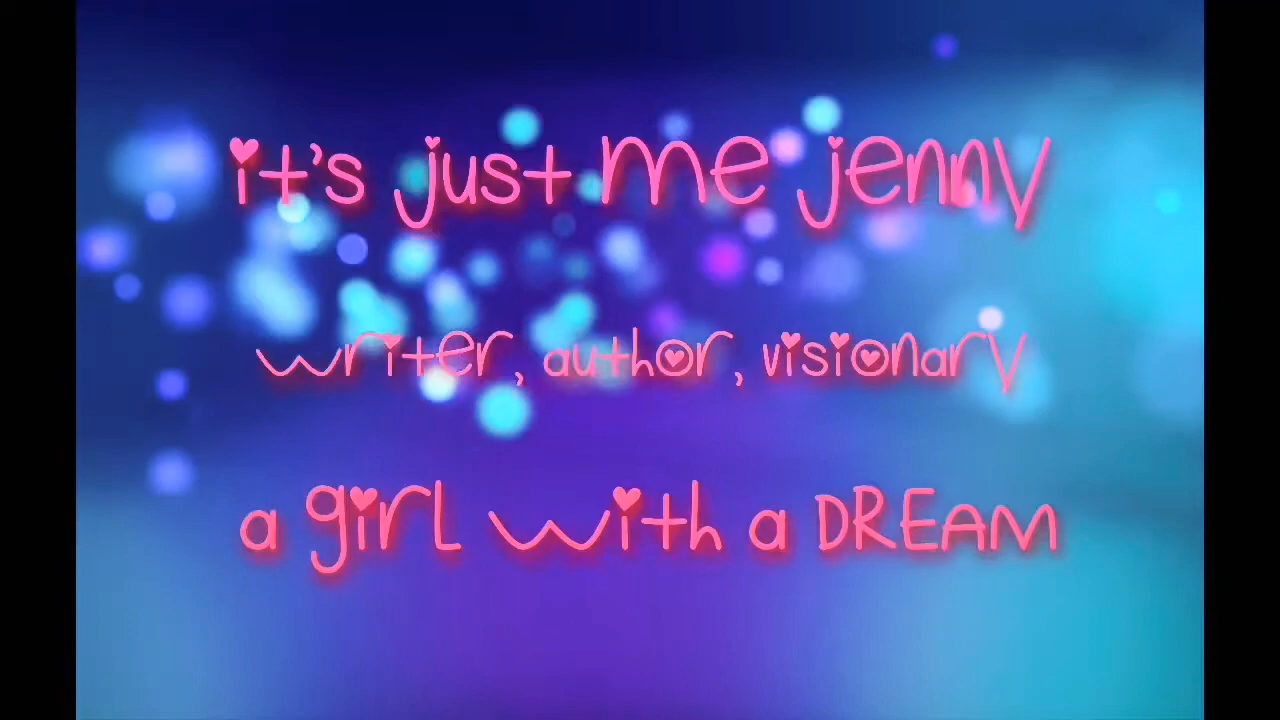 it's just me jenny
writer, author, visionary
a girl with a DREAM